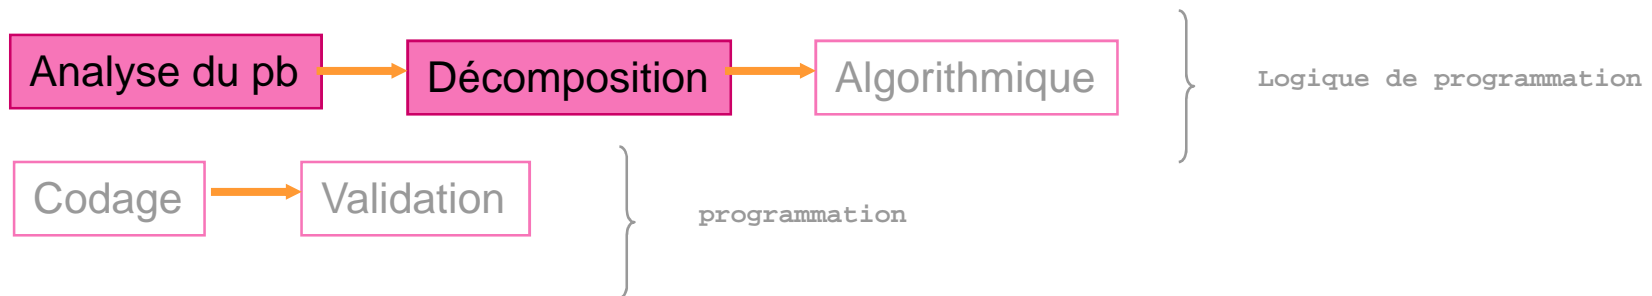 Analyse du pb Décomposition Algorithmique Logique de programmation
Codage Validation programmation